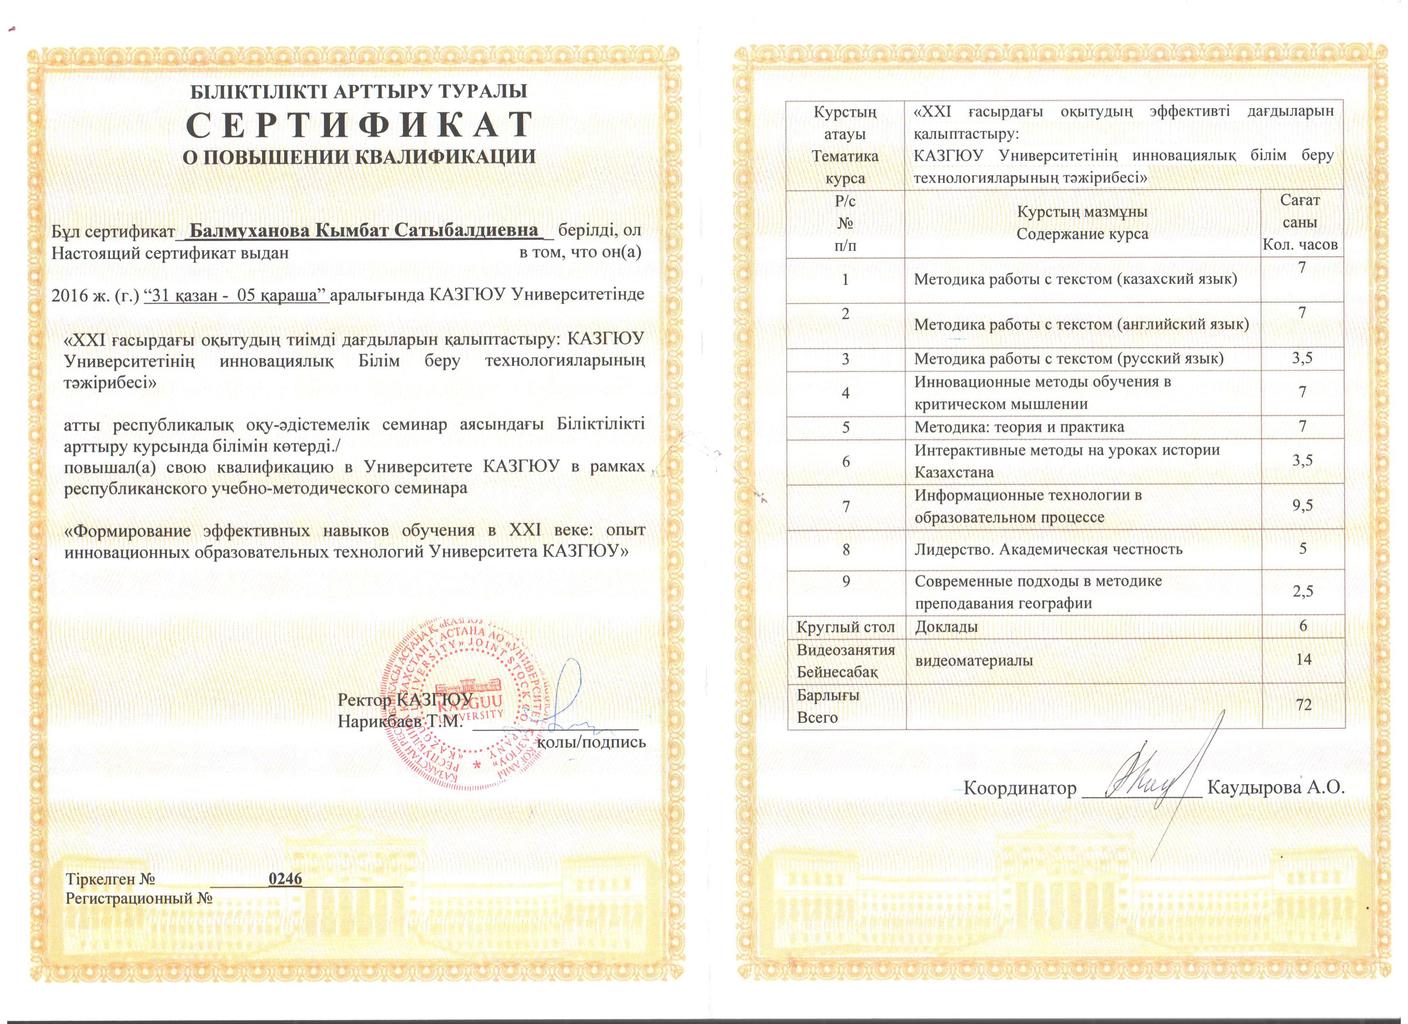 БІЛІКТІЛІКТІ АРТТЫРУ ТУРАЛЫ
СЕРТИФИКАТ
О ПОВЫШЕНИИ КВАЛИФИКАЦИИ
Бұл сертификат Балмуханова Кымбат Сатыбалдиевна берілді, ол
Настоящий сертификат выдан в том, что он(а)
2016 ж. (г.) “31 қазан - 05 қараша” аралығында КАЗГЮУ Университетінде
«XXI ғасырдағы оқытудың тиімді дағдыларын қалыптастыру: КАЗГЮУ
Университетінің инновациялық Білім беру технологияларының
тәжірибесі»
атты республикалық оқу-әдістемелік семинар аясындағы Біліктілікті
арттыру курсында білімін көтерді./
повышал(а) свою квалификацию в Университете КАЗГЮУ в рамках
республиканского учебно-методического семинара
«Формирование эффективных навыков обучения в XXI веке: опыт
инновационных образовательных технологий Университета КАЗГЮУ»
Ректор КАЗГЮУ
Нарикбаев Т.М.
қолы/подпись
KAZGUU
UNIVERSITY
Тіркелген № 0246
Регистрационный №
Курстың
атауы
Тематика
курса
«XXI ғасырдағы оқытудың эффективті дағдыларын
қалыптастыру:
КАЗГЮУ Университетінің инновациялық білім беру
технологияларының тәжірибесі»
Р/с
№
п/п
Курстың мазмұны
Содержание курса
Сағат
саны
Кол. часов
1 Методика работы с текстом (казахский язык) 7
2 Методика работы с текстом (английский язык) 7
3 Методика работы с текстом (русский язык) 3,5
4 Инновационные методы обучения в
критическом мышлении 7
5 Методика: теория и практика 7
6 Интерактивные методы на уроках истории
Казахстана 3,5
7 Информационные технологии в
образовательном процессе 9,5
8 Лидерство. Академическая честность 5
9 Современные подходы в методике
преподавания географии 2,5
Круглый стол Доклады 6
Видеозанятия
Бейнесабақ видеоматериалы 14
Барлығы
Всего 72
Координатор Каудырова А.О.